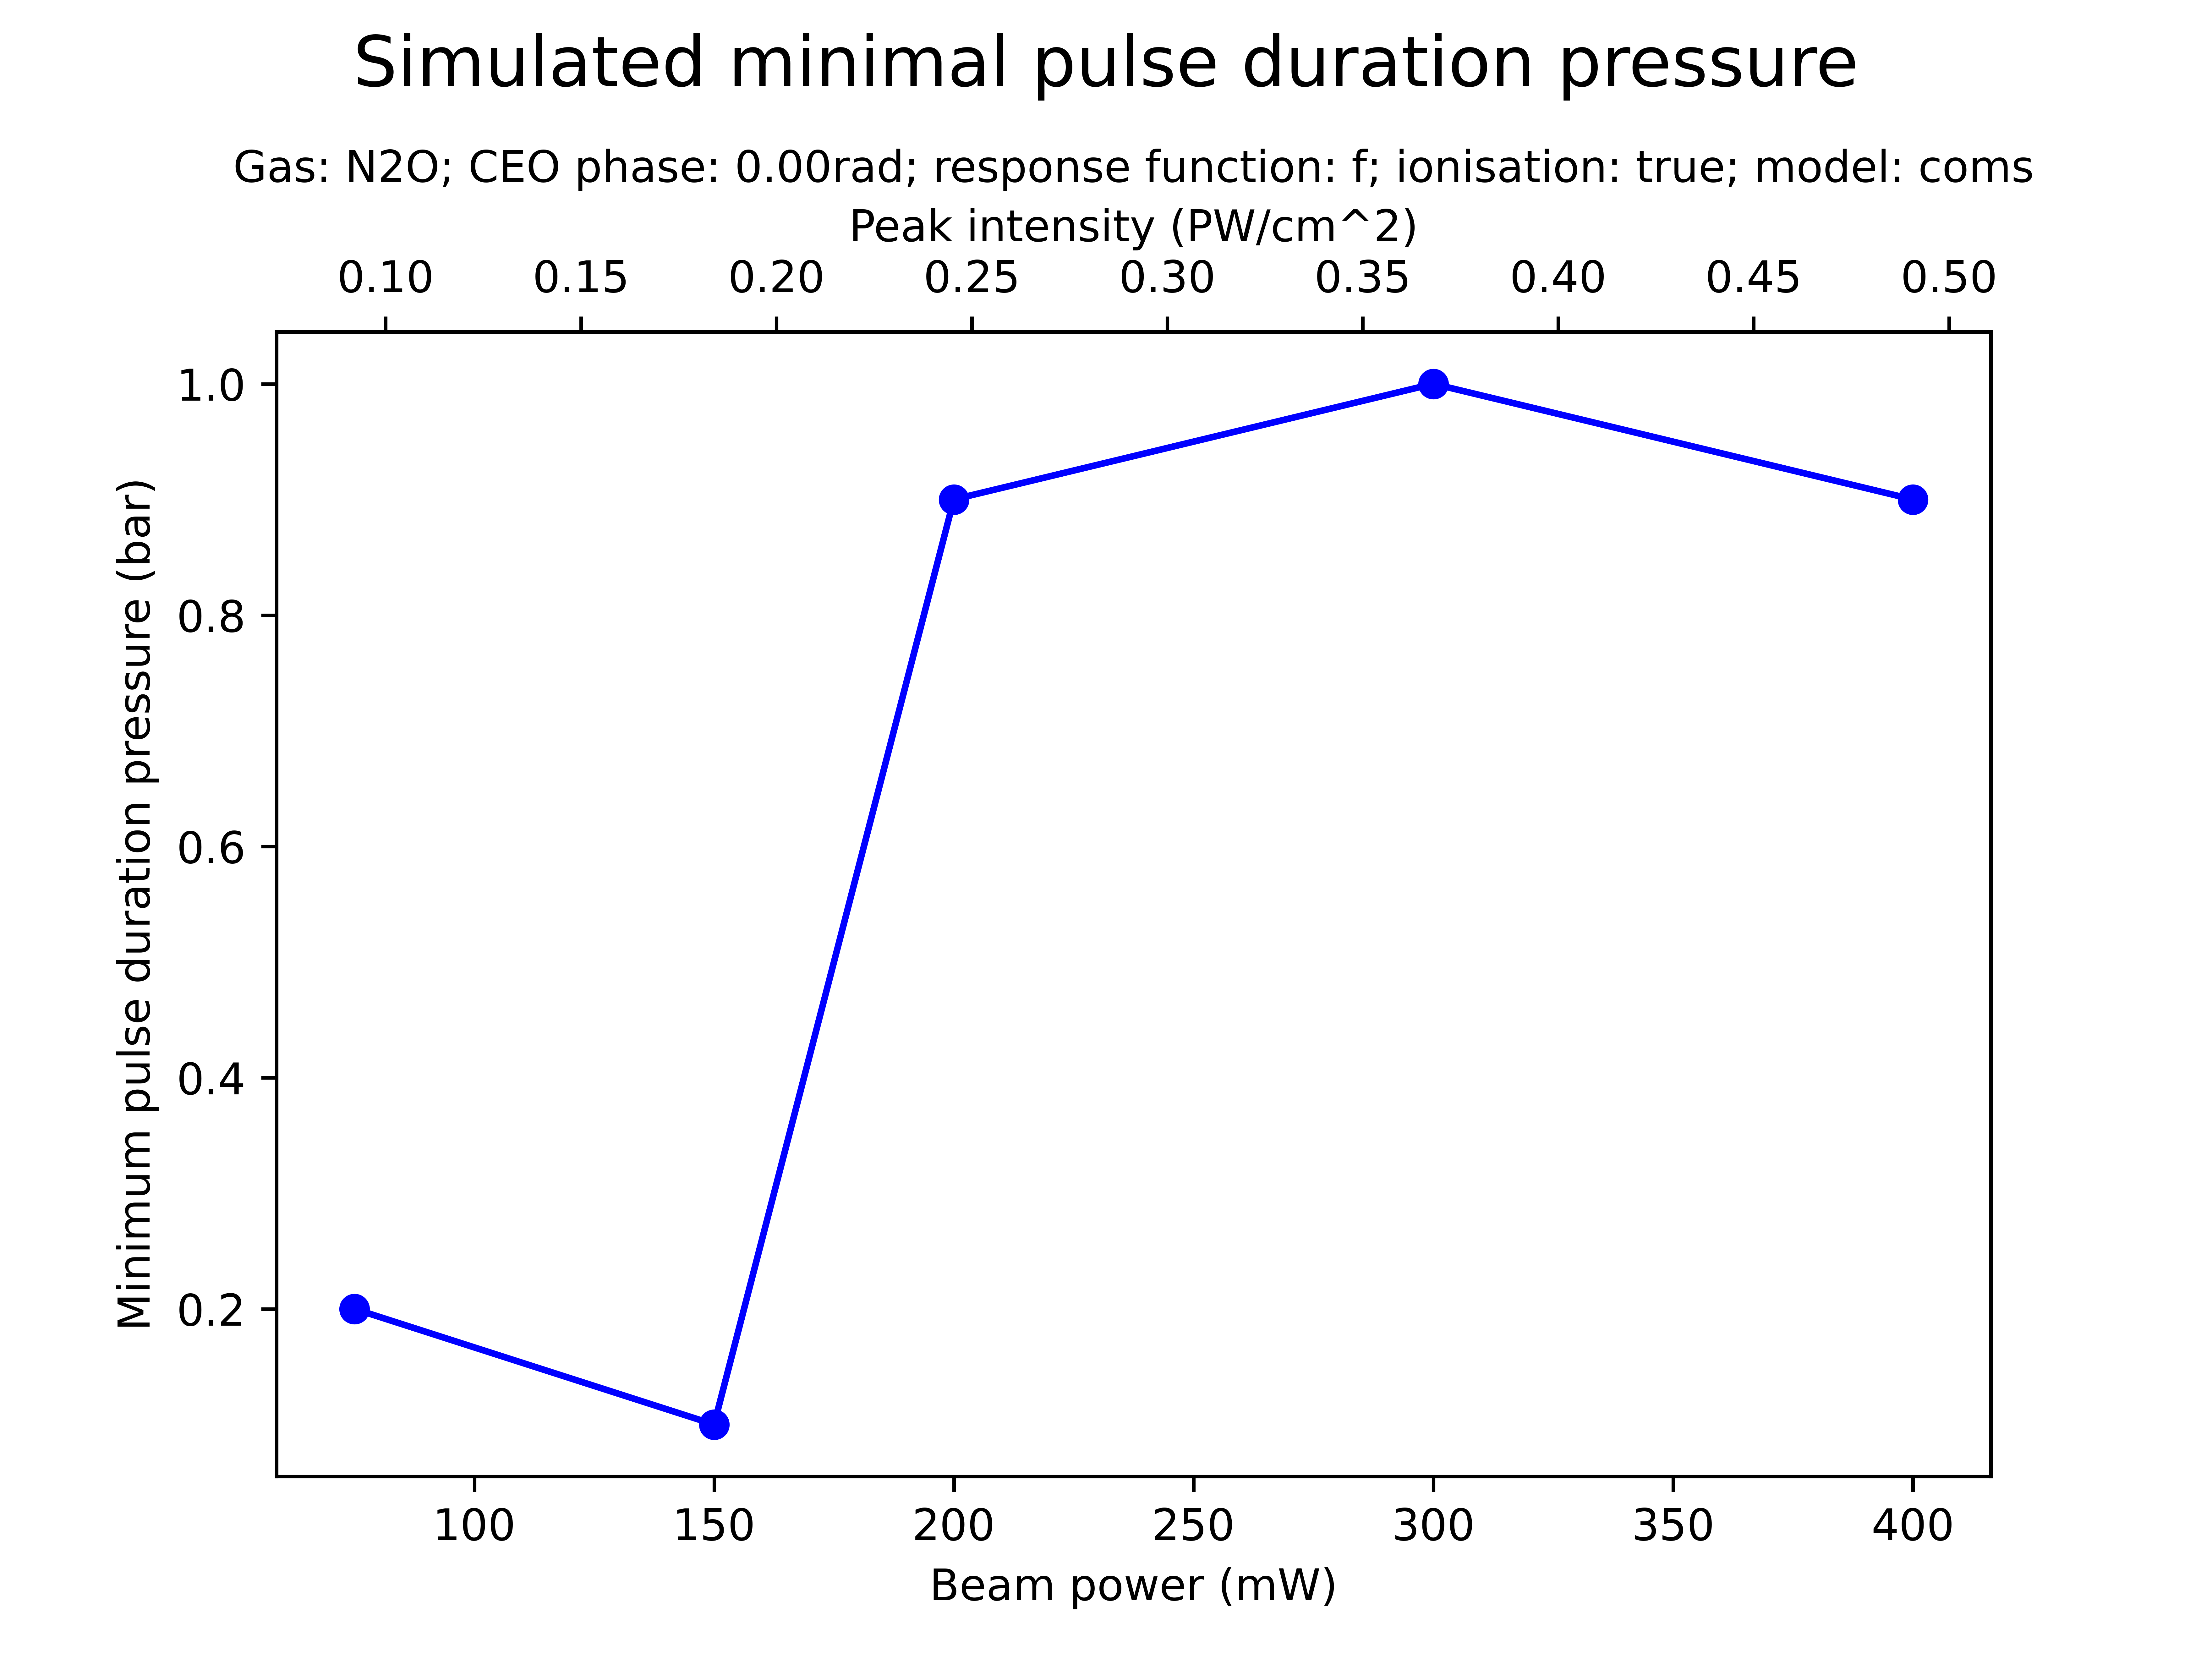 Simulated minimal pulse duration pressure
Gas: N2O; CEO phase: 0.00rad; response function: f; ionisation: true; model: coms
Peak intensity (PW/cm^2)
0.10 0.15 0.20 0.25 0.30 0.35 0.40 0.45 0.50
Minimum pulse duration pressure (bar)
1.0
0.8
0.6
0.4
0.2
100 150 200 250 300 350 400
Beam power (mW)